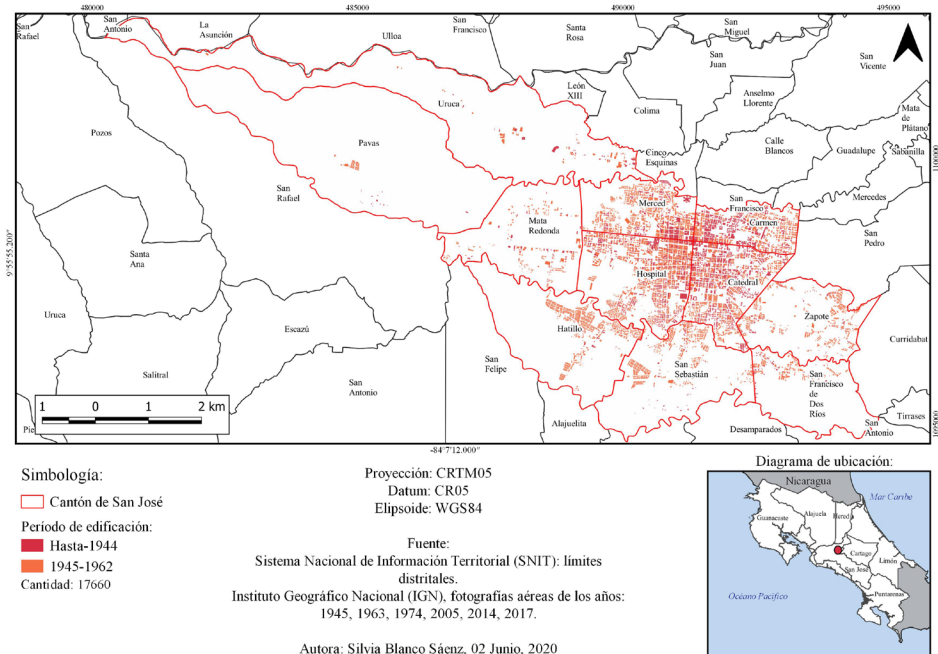 480000
485000
490000
495000
San
Rafael
San
Antonio
La
Asunción
Ulloa
San
Francisco
Santa
Rosa
San
Miguel
San
Juan
San
Vicente
León
XIII
Anselmo
Llorente
Uruca
Colima
Mata
de
Plátano
Pozos
Pavas
Calle
Blancos
Guadalupe
Sabanilla
Cinco
Esquinas
1100000
San
Rafael
Merced
San
Francisco
Carmen
Mercedes
Mata
Redonda
San
Pedro
9°55'55.200"
Santa
Ana
Hospital
Catedral
Uruca
Escazú
Hatillo
Zapote
Curridabat
Salitral
San
Antonio
San
Felipe
San
Sebastián
San
Francisco
de
Dos
Ríos
1 0 1 2 km
Alajuelita
Desamparados
San
Antonio
Tirrases
1095000
-84°7'12.000"
Simbología:
Cantón de San José
Período de edificación:
Hasta-1944
1945-1962
Cantidad: 17660
Proyección: CRTM05
Datum: CR05
Elipsoide: WGS84
Fuente:
Sistema Nacional de Información Territorial (SNIT): límites
distritales.
Instituto Geográfico Nacional (IGN), fotografías aéreas de los años:
1945, 1963, 1974, 2005, 2014, 2017.
Autora: Silvia Blanco Sáenz, 02 Junio, 2020
Diagrama de ubicación:
Nicaragua
Mar Caribe
Guanacaste
Alajuela
Heredia
Cartago
Limón
San José
Puntarenas
Océano Pacífico